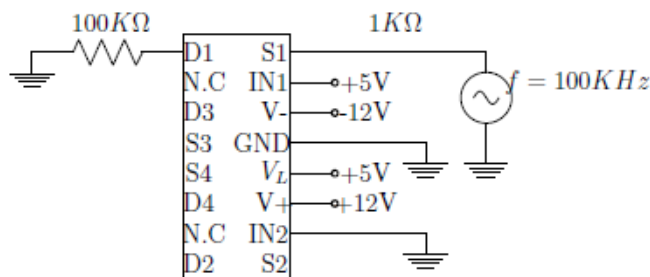 100KΩ 1KΩ
D1 S1
N.C IN1 +5V f = 100KHz
D3 V- -12V
S3 GND
S4 V_L +5V
D4 V+ +12V
N.C IN2
D2 S2